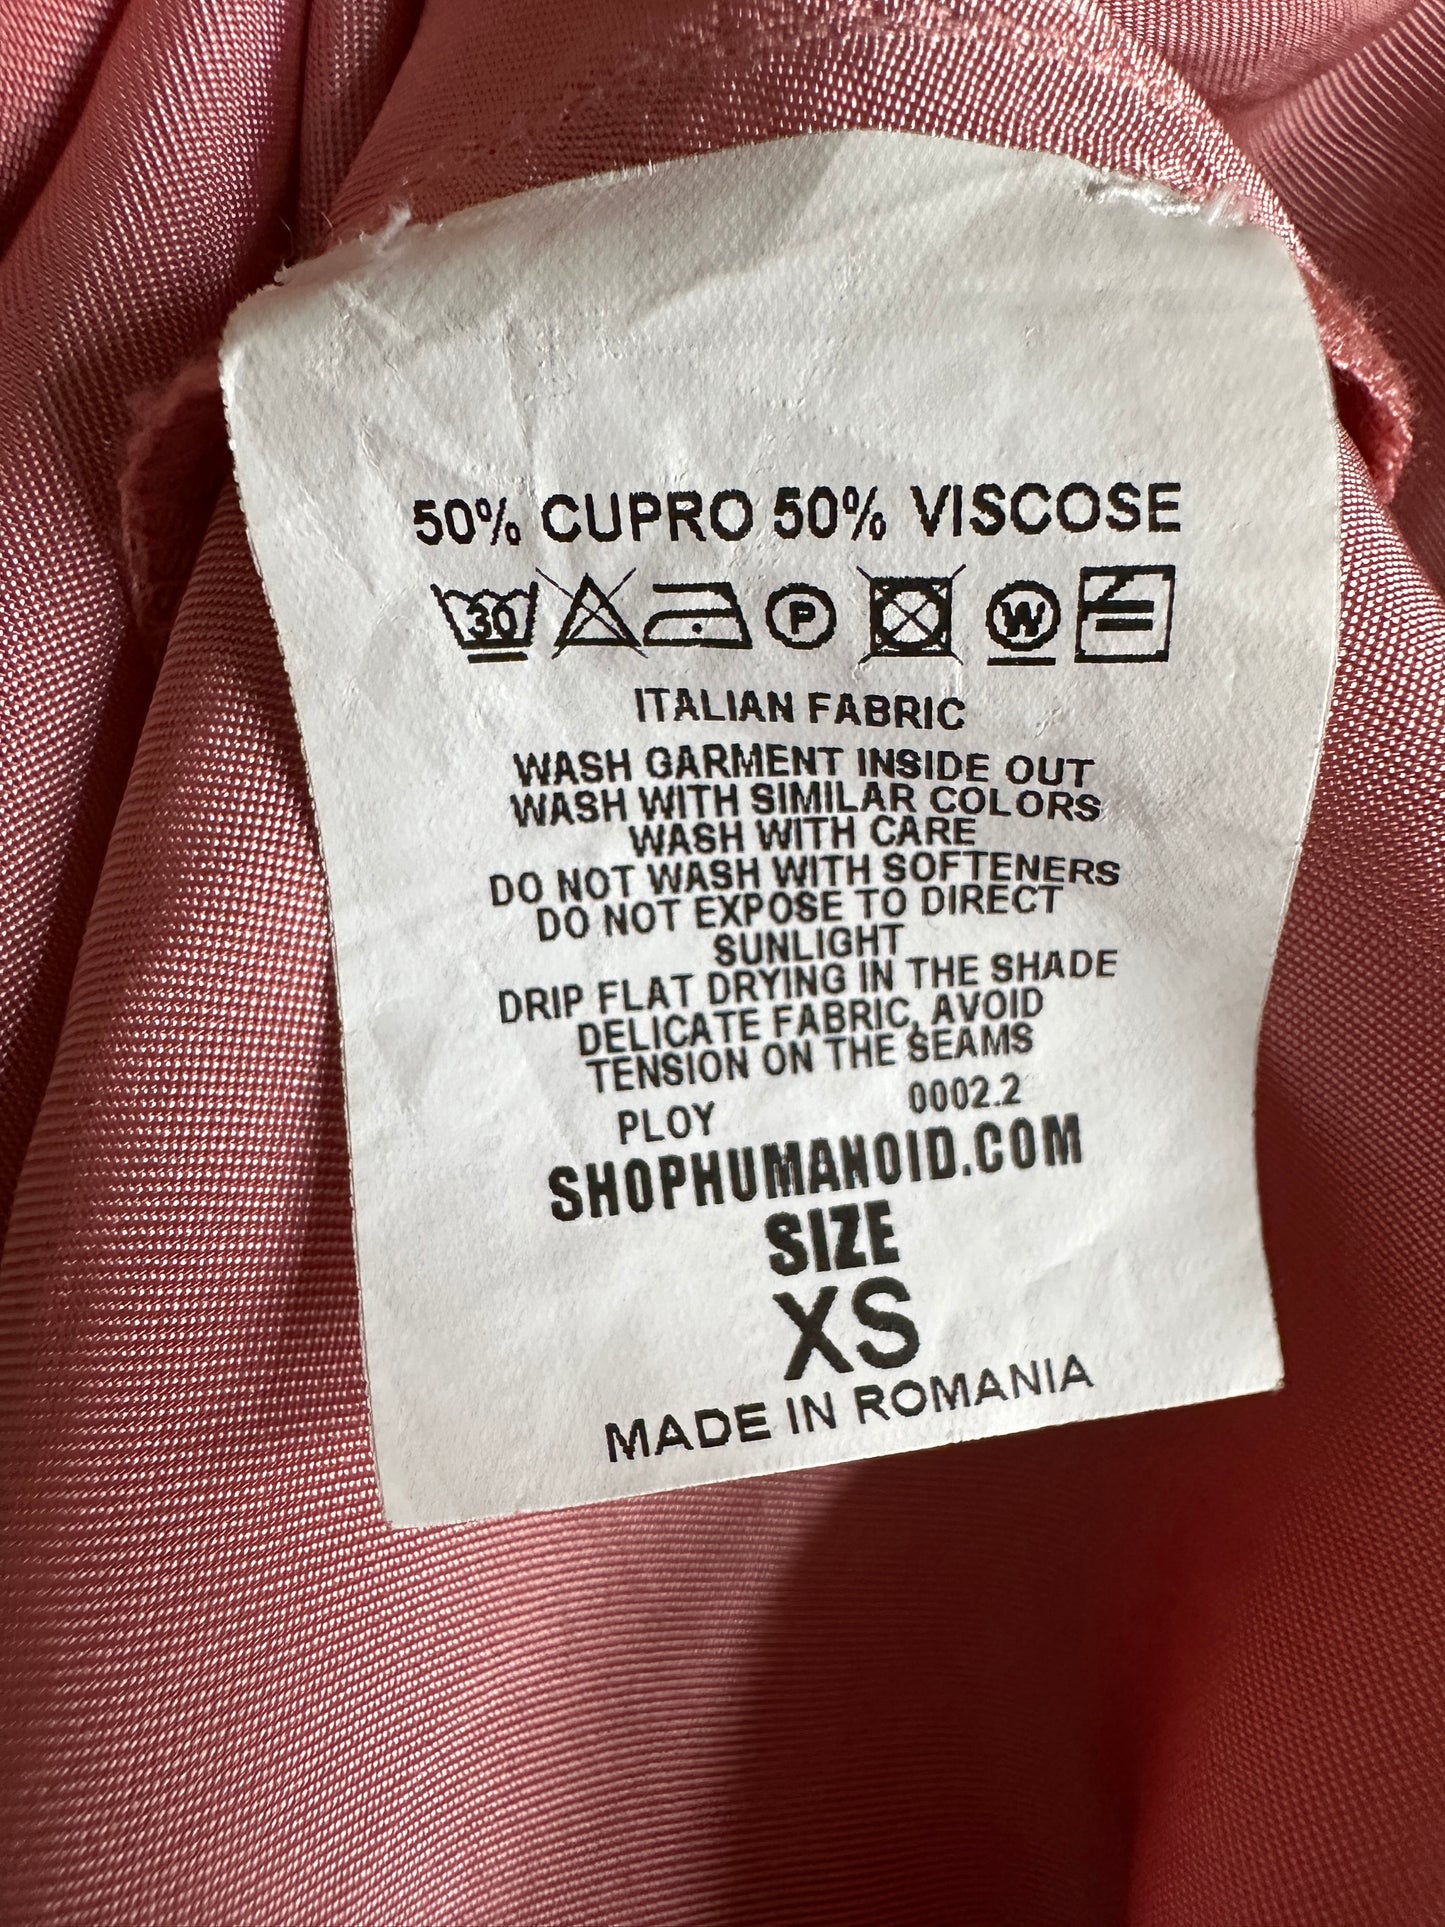 50% CUPRO 50% VISCOSE
30 P W
ITALIAN FABRIC
WASH GARMENT INSIDE OUT
WASH WITH SIMILAR COLORS
WASH WITH CARE
DO NOT WASH WITH SOFTENERS
DO NOT EXPOSE TO DIRECT
SUNLIGHT
DRIP FLAT DRYING IN THE SHADE
DELICATE FABRIC, AVOID
TENSION ON THE SEAMS
PLOY 0002.2
SHOPHUMANOID.COM
SIZE
XS
MADE IN ROMANIA